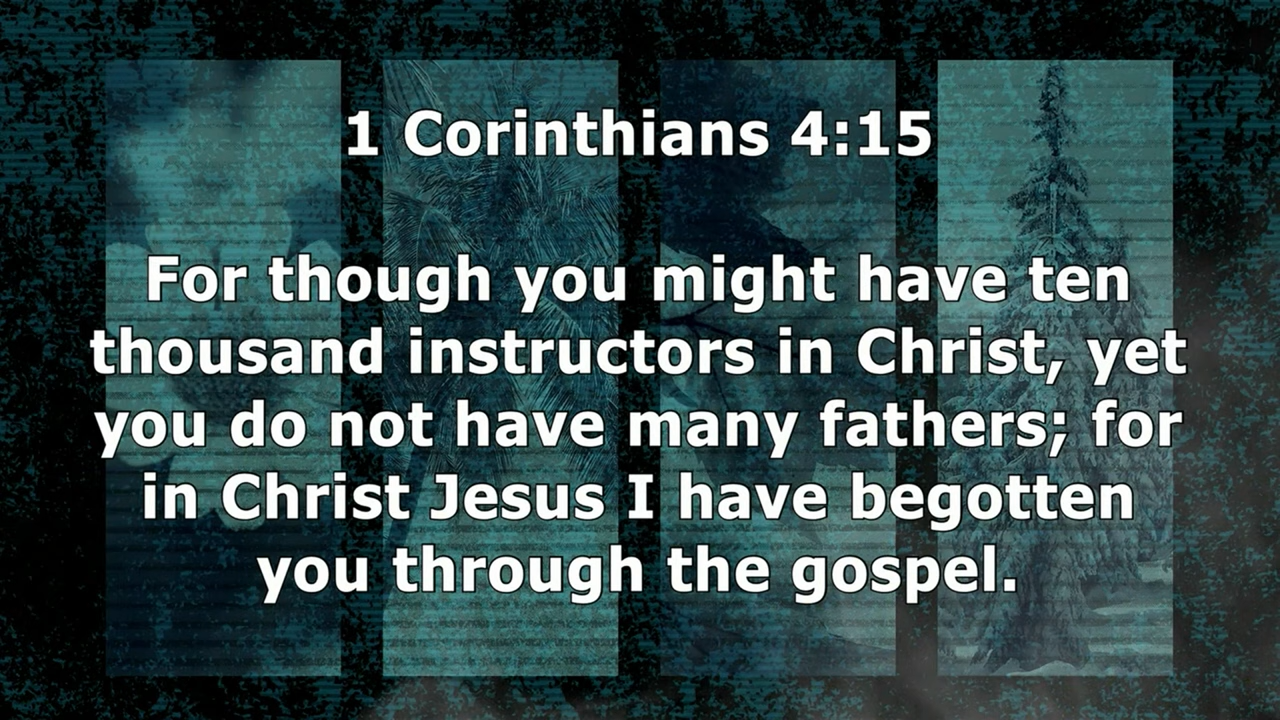 1 Corinthians 4:15
For though you might have ten
thousand instructors in Christ, yet
you do not have many fathers; for
in Christ Jesus I have begotten
you through the gospel.